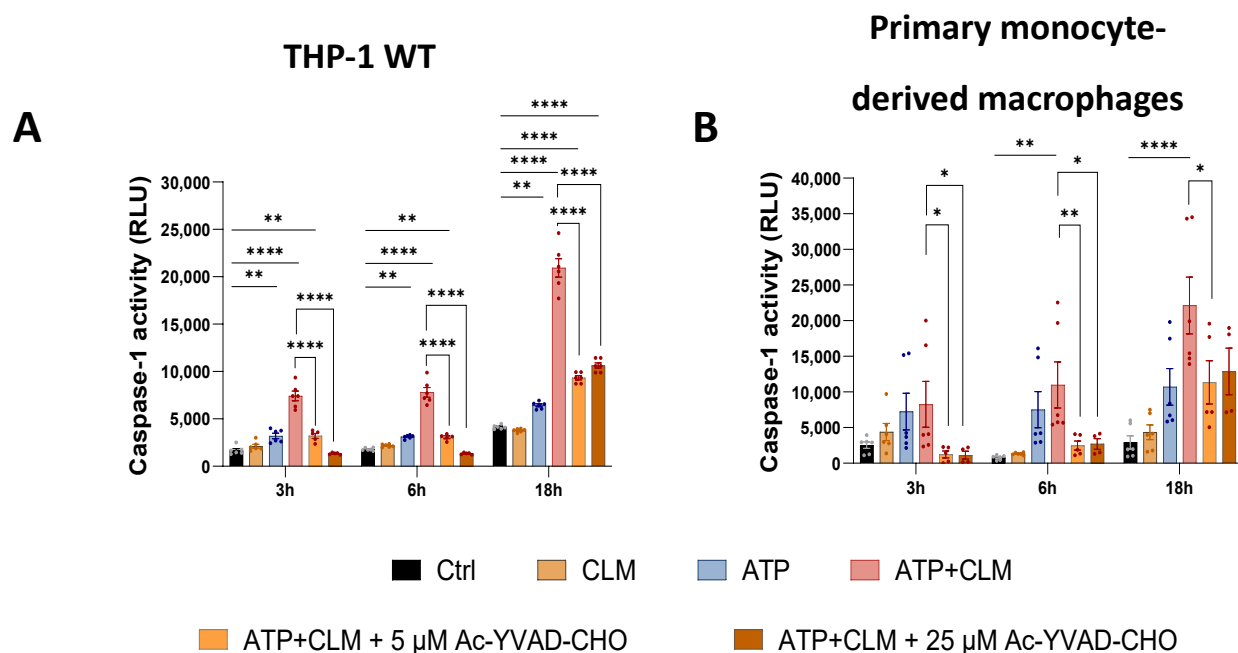 THP-1 WT
Primary monocyte-
derived macrophages
A
B
Caspase-1 activity (RLU)
30,000
25,000
20,000
15,000
10,000
5,000
0
3h
6h
18h
**
****
**
****
****
**
****
**
****
****
****
****
****
**
****
****
Caspase-1 activity (RLU)
40,000
35,000
30,000
25,000
20,000
15,000
10,000
5,000
0
3h
6h
18h
*
*
**
*
**
****
*
Ctrl
CLM
ATP
ATP+CLM
ATP+CLM + 5 µM Ac-YVAD-CHO
ATP+CLM + 25 µM Ac-YVAD-CHO